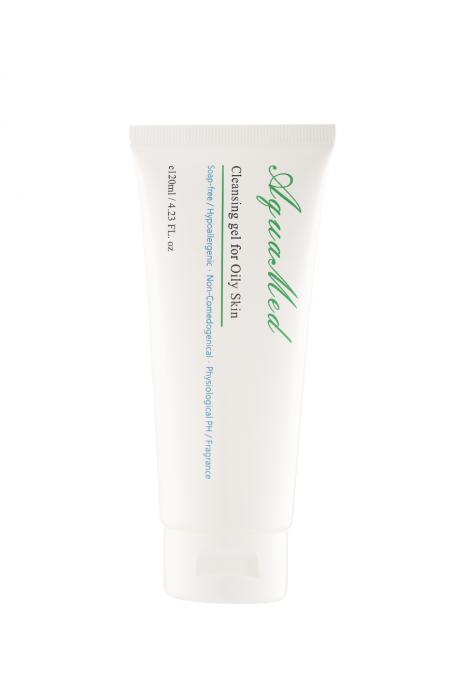 AquaMed
Cleansing gel for Oily Skin
Soap-free / Hypoallergenic · Non-Comedogenical · Physiological PH / Fragrance
e120ml / 4.23 FL. oz